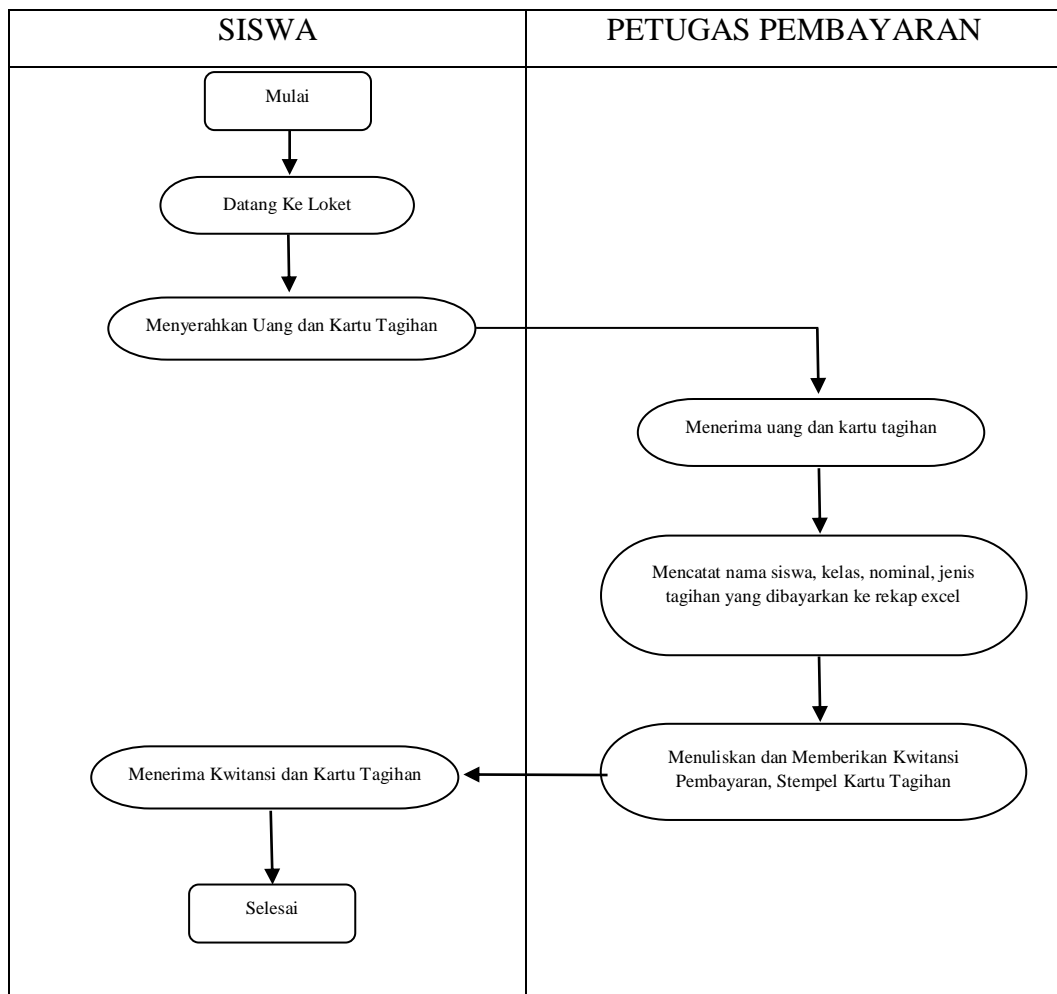 SISWA
PETUGAS PEMBAYARAN
Mulai
Datang Ke Loket
Menyerahkan Uang dan Kartu Tagihan
Menerima uang dan kartu tagihan
Mencatat nama siswa, kelas, nominal, jenis
tagihan yang dibayarkan ke rekap excel
Menuliskan dan Memberikan Kwitansi
Pembayaran, Stempel Kartu Tagihan
Menerima Kwitansi dan Kartu Tagihan
Selesai